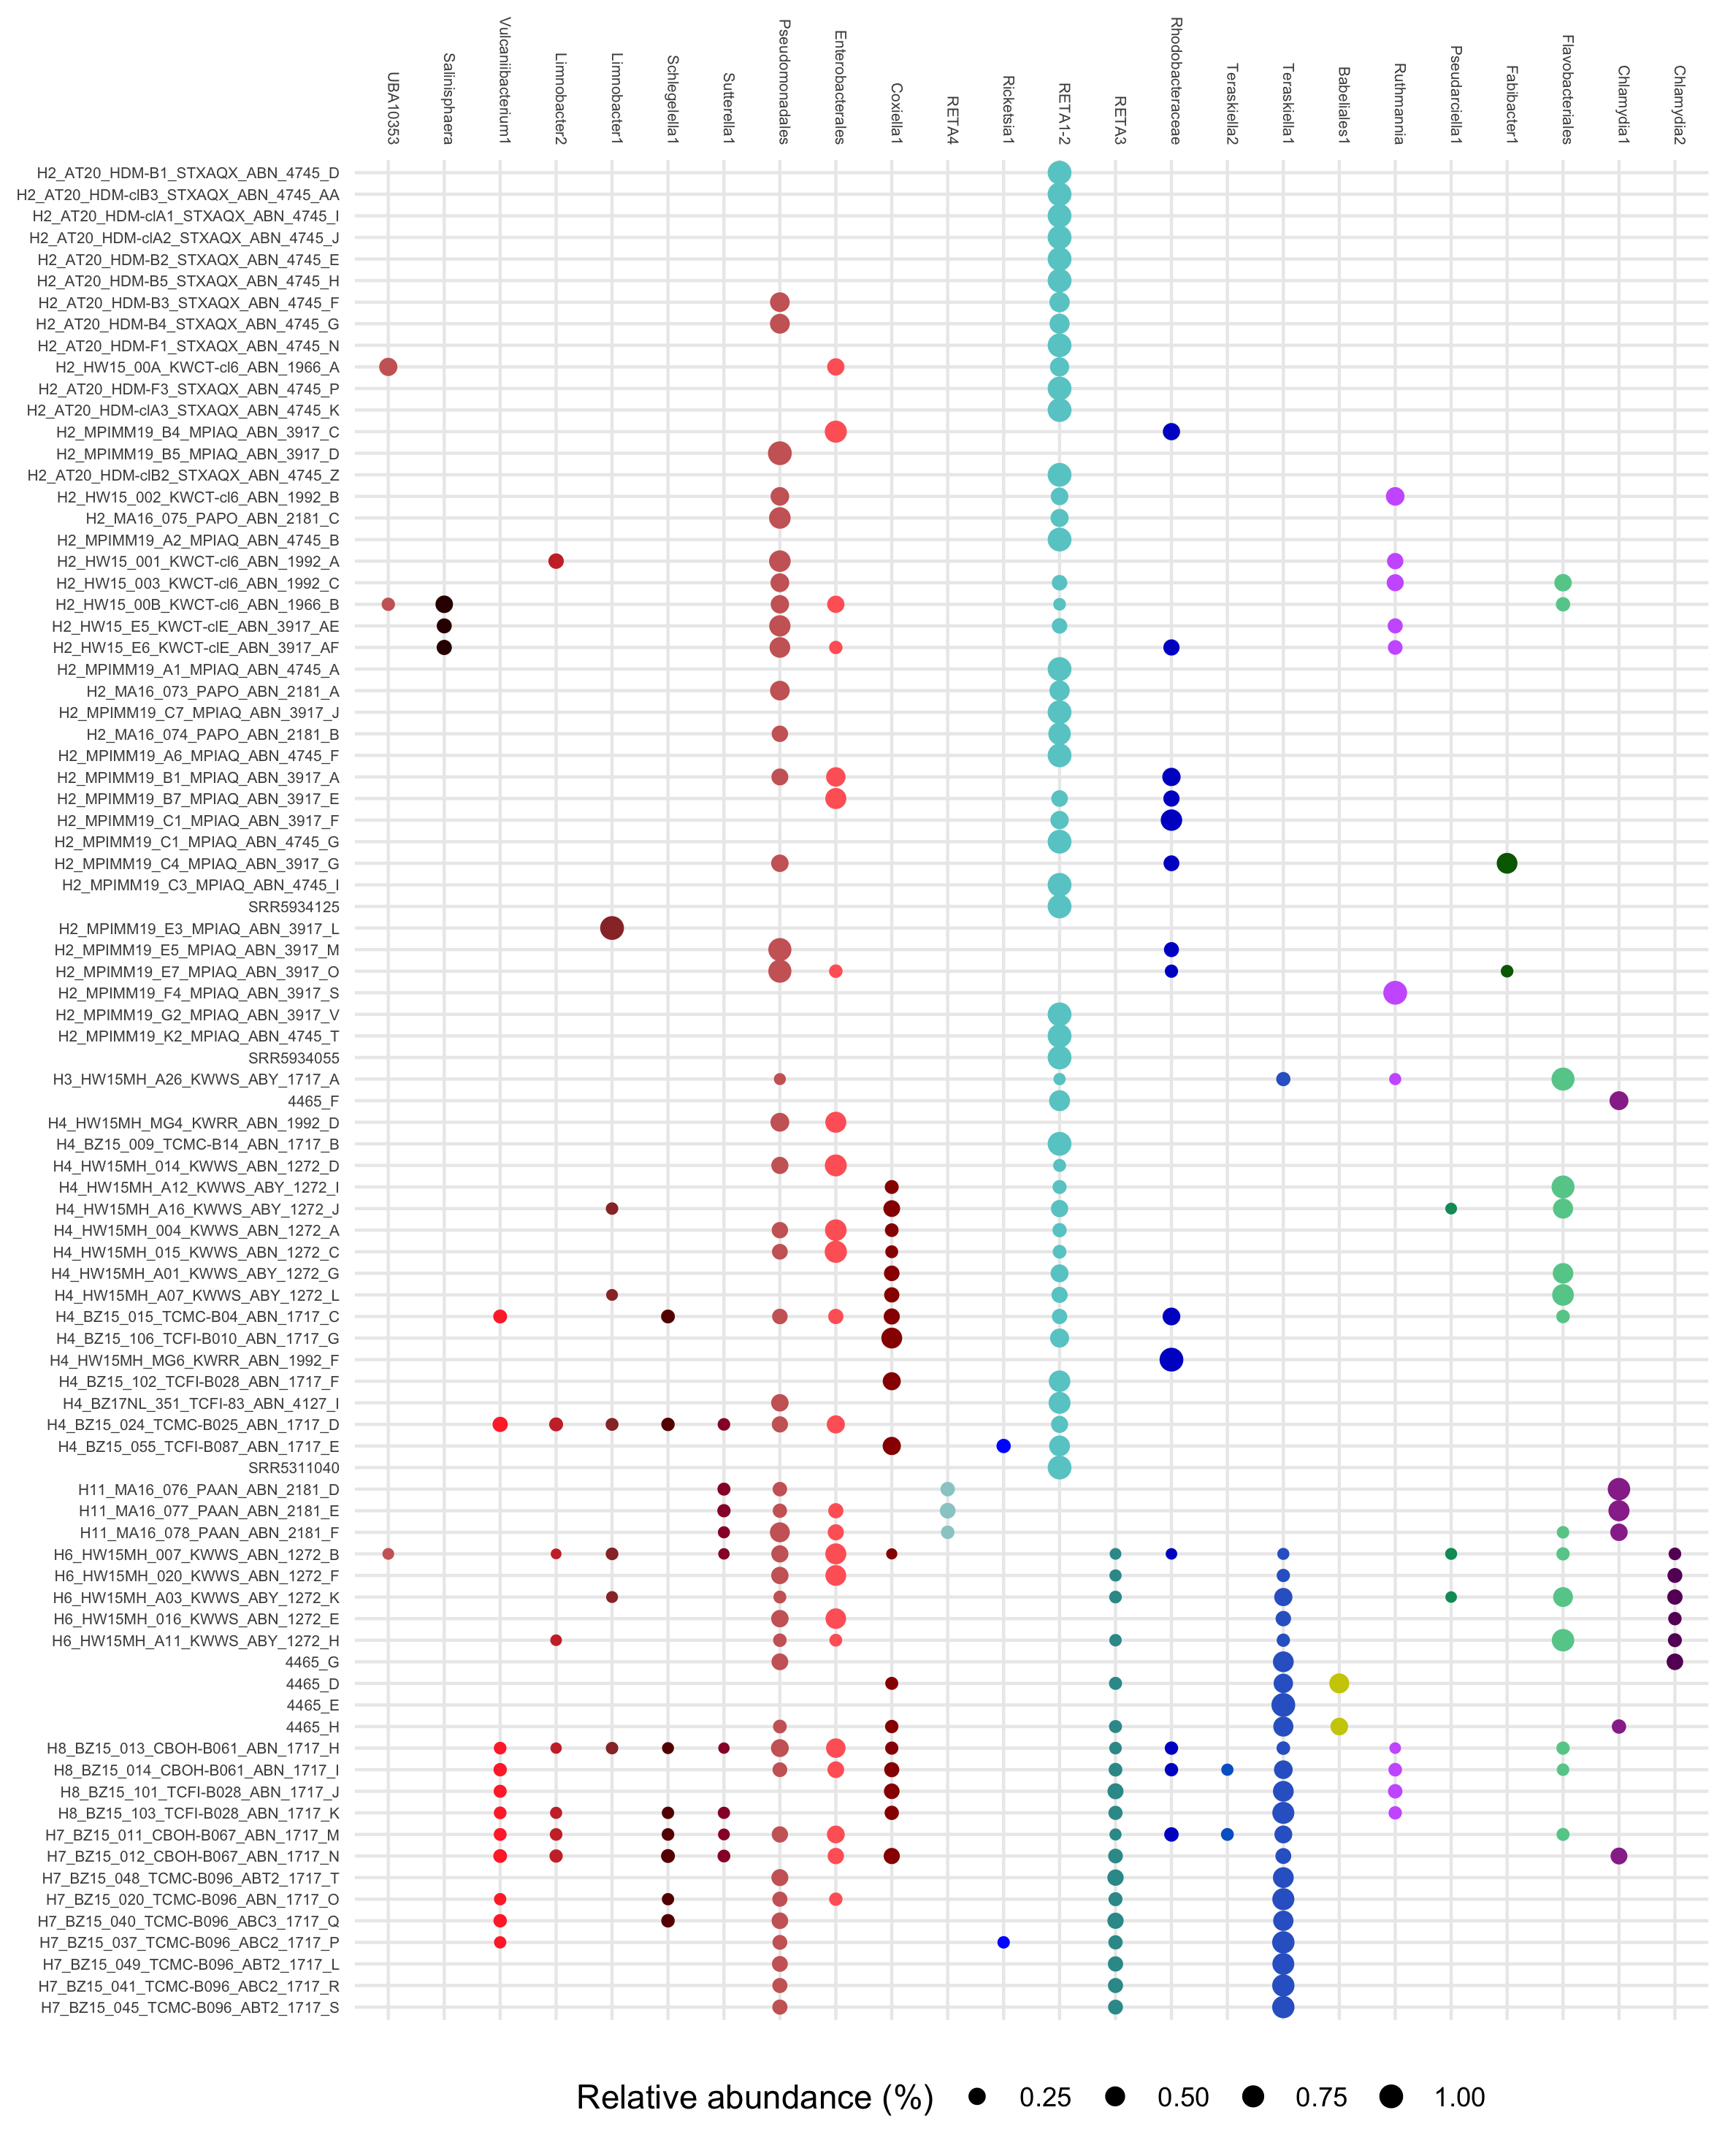 UBA10353
Salinisphaera
Vulcaniibacterium1
Limnobacter2
Limnobacter1
Schlegelella1
Sutterella1
Pseudomonadales
Enterobacterales
Coxiella1
RETA4
Ricketsia1
RETA1-2
RETA3
Rhodobacteraceae
Teraskiella2
Teraskiella1
Babeliales1
Ruthmannia
Pseudarciella1
Fabibacter1
Flavobacteriales
Chlamydia1
Chlamydia2
H2_AT20_HDM-B1_STXAQX_ABN_4745_D
H2_AT20_HDM-clB3_STXAQX_ABN_4745_AA
H2_AT20_HDM-clA1_STXAQX_ABN_4745_I
H2_AT20_HDM-clA2_STXAQX_ABN_4745_J
H2_AT20_HDM-B2_STXAQX_ABN_4745_E
H2_AT20_HDM-B5_STXAQX_ABN_4745_H
H2_AT20_HDM-B3_STXAQX_ABN_4745_F
H2_AT20_HDM-B4_STXAQX_ABN_4745_G
H2_AT20_HDM-F1_STXAQX_ABN_4745_N
H2_HW15_00A_KWCT-cl6_ABN_1966_A
H2_AT20_HDM-F3_STXAQX_ABN_4745_P
H2_AT20_HDM-clA3_STXAQX_ABN_4745_K
H2_MPIMM19_B4_MPIAQ_ABN_3917_C
H2_MPIMM19_B5_MPIAQ_ABN_3917_D
H2_AT20_HDM-clB2_STXAQX_ABN_4745_Z
H2_HW15_002_KWCT-cl6_ABN_1992_B
H2_MA16_075_PAPO_ABN_2181_C
H2_MPIMM19_A2_MPIAQ_ABN_4745_B
H2_HW15_001_KWCT-cl6_ABN_1992_A
H2_HW15_003_KWCT-cl6_ABN_1992_C
H2_HW15_00B_KWCT-cl6_ABN_1966_B
H2_HW15_E5_KWCT-clE_ABN_3917_AE
H2_HW15_E6_KWCT-clE_ABN_3917_AF
H2_MPIMM19_A1_MPIAQ_ABN_4745_A
H2_MA16_073_PAPO_ABN_2181_A
H2_MPIMM19_C7_MPIAQ_ABN_3917_J
H2_MA16_074_PAPO_ABN_2181_B
H2_MPIMM19_A6_MPIAQ_ABN_4745_F
H2_MPIMM19_B1_MPIAQ_ABN_3917_A
H2_MPIMM19_B7_MPIAQ_ABN_3917_E
H2_MPIMM19_C1_MPIAQ_ABN_3917_F
H2_MPIMM19_C1_MPIAQ_ABN_4745_G
H2_MPIMM19_C4_MPIAQ_ABN_3917_G
H2_MPIMM19_C3_MPIAQ_ABN_4745_I
SRR5934125
H2_MPIMM19_E3_MPIAQ_ABN_3917_L
H2_MPIMM19_E5_MPIAQ_ABN_3917_M
H2_MPIMM19_E7_MPIAQ_ABN_3917_O
H2_MPIMM19_F4_MPIAQ_ABN_3917_S
H2_MPIMM19_G2_MPIAQ_ABN_3917_V
H2_MPIMM19_K2_MPIAQ_ABN_4745_T
SRR5934055
H3_HW15MH_A26_KWWS_ABY_1717_A
4465_F
H4_HW15MH_MG4_KWRR_ABN_1992_D
H4_BZ15_009_TCMC-B14_ABN_1717_B
H4_HW15MH_014_KWWS_ABN_1272_D
H4_HW15MH_A12_KWWS_ABY_1272_I
H4_HW15MH_A16_KWWS_ABY_1272_J
H4_HW15MH_004_KWWS_ABN_1272_A
H4_HW15MH_015_KWWS_ABN_1272_C
H4_HW15MH_A01_KWWS_ABY_1272_G
H4_HW15MH_A07_KWWS_ABY_1272_L
H4_BZ15_015_TCMC-B04_ABN_1717_C
H4_BZ15_106_TCFI-B010_ABN_1717_G
H4_HW15MH_MG6_KWRR_ABN_1992_F
H4_BZ15_102_TCFI-B028_ABN_1717_F
H4_BZ17NL_351_TCFI-83_ABN_4127_I
H4_BZ15_024_TCMC-B025_ABN_1717_D
H4_BZ15_055_TCFI-B087_ABN_1717_E
SRR5311040
H11_MA16_076_PAAN_ABN_2181_D
H11_MA16_077_PAAN_ABN_2181_E
H11_MA16_078_PAAN_ABN_2181_F
H6_HW15MH_007_KWWS_ABN_1272_B
H6_HW15MH_020_KWWS_ABN_1272_F
H6_HW15MH_A03_KWWS_ABY_1272_K
H6_HW15MH_016_KWWS_ABN_1272_E
H6_HW15MH_A11_KWWS_ABY_1272_H
4465_G
4465_D
4465_E
4465_H
H8_BZ15_013_CBOH-B061_ABN_1717_H
H8_BZ15_014_CBOH-B061_ABN_1717_I
H8_BZ15_101_TCFI-B028_ABN_1717_J
H8_BZ15_103_TCFI-B028_ABN_1717_K
H7_BZ15_011_CBOH-B067_ABN_1717_M
H7_BZ15_012_CBOH-B067_ABN_1717_N
H7_BZ15_048_TCMC-B096_ABT2_1717_T
H7_BZ15_020_TCMC-B096_ABN_1717_O
H7_BZ15_040_TCMC-B096_ABC3_1717_Q
H7_BZ15_037_TCMC-B096_ABC2_1717_P
H7_BZ15_049_TCMC-B096_ABT2_1717_L
H7_BZ15_041_TCMC-B096_ABC2_1717_R
H7_BZ15_045_TCMC-B096_ABT2_1717_S
Relative abundance (%) 0.25 0.50 0.75 1.00